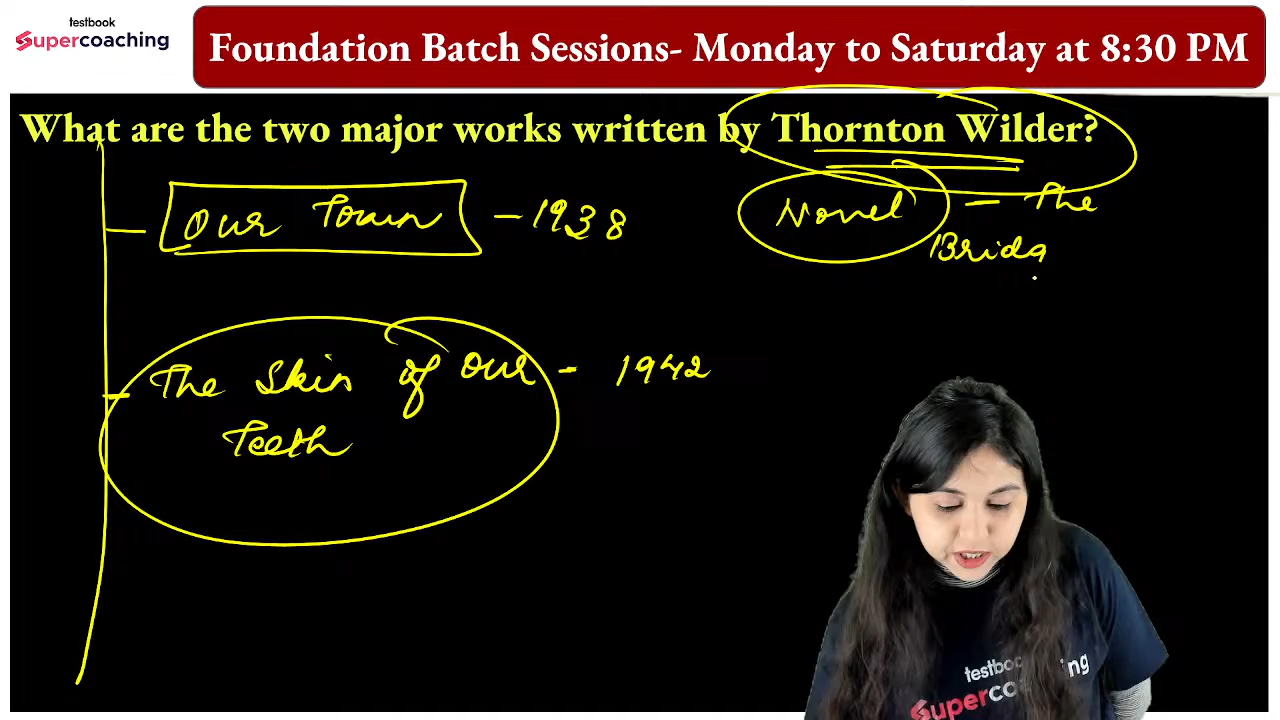 testbook
Supercoaching
Foundation Batch Sessions- Monday to Saturday at 8:30 PM
What are the two major works written by Thornton Wilder?
Our Town - 1938
Novel - The
Bridg
The Skin of Our - 1942
Teeth
testbook
Supercoaching